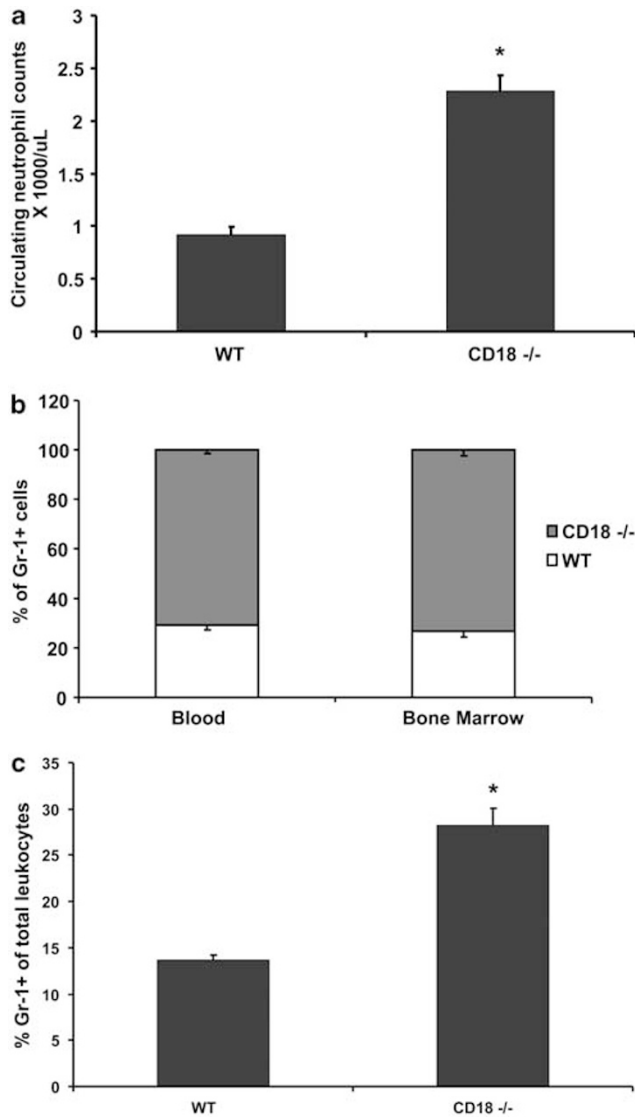 a
Circulating neutrophil counts
X 1000/uL
3
2.5
2
1.5
1
0.5
0
*
WT
CD18 -/-
b
% of Gr-1+ cells
120
100
80
60
40
20
0
CD18 -/-
WT
Blood
Bone Marrow
c
% Gr-1+ of total leukocytes
35
30
25
20
15
10
5
0
*
WT
CD18 -/-